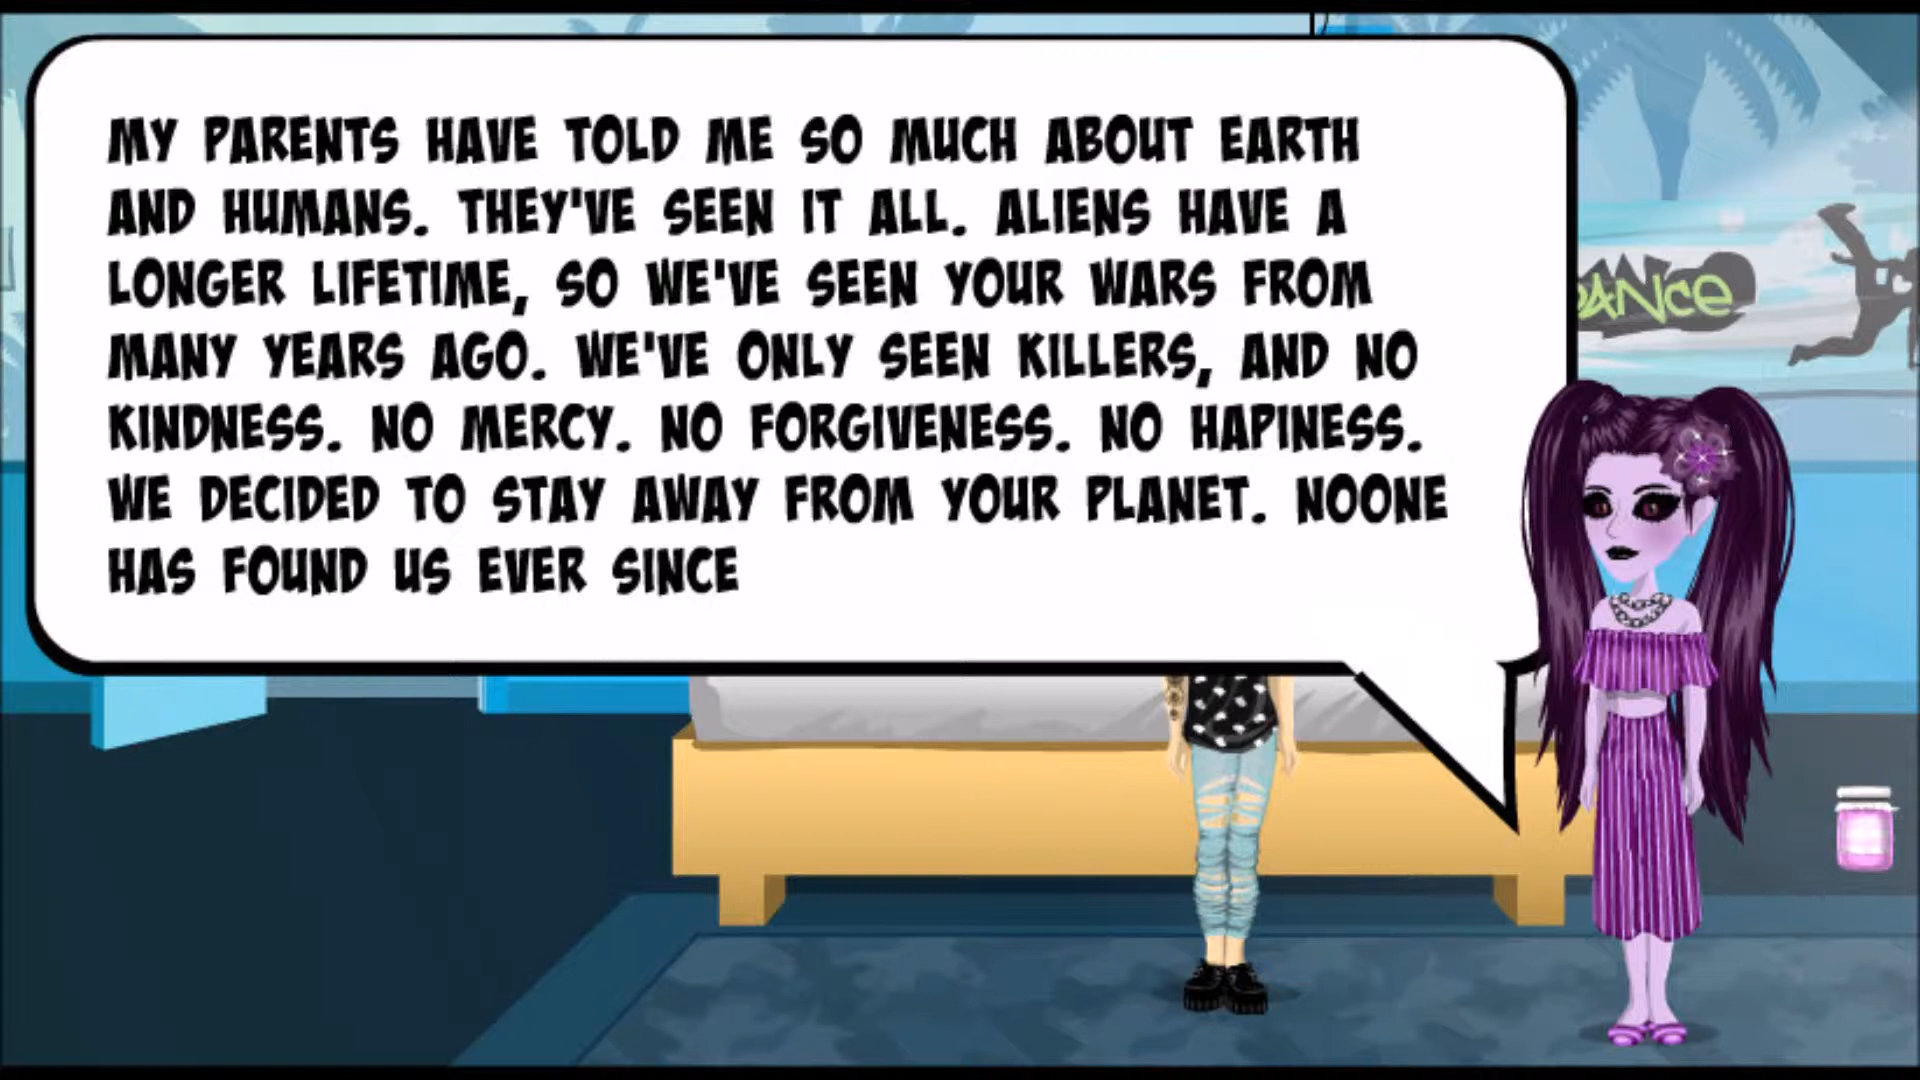 MY PARENTS HAVE TOLD ME SO MUCH ABOUT EARTH
AND HUMANS. THEY'VE SEEN IT ALL. ALIENS HAVE A
LONGER LIFETIME, SO WE'VE SEEN YOUR WARS FROM
MANY YEARS AGO. WE'VE ONLY SEEN KILLERS, AND NO
KINDNESS. NO MERCY. NO FORGIVENESS. NO HAPINESS.
WE DECIDED TO STAY AWAY FROM YOUR PLANET. NOONE
HAS FOUND US EVER SINCE